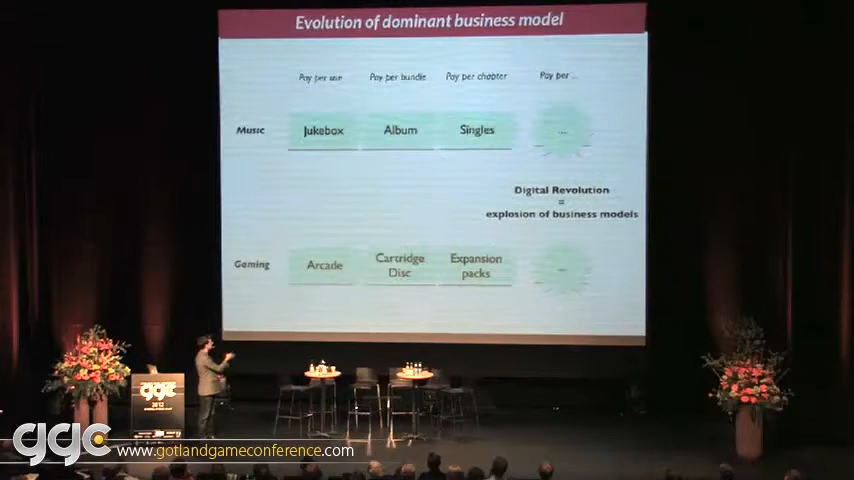 Evolution of dominant business model
Pay per use Pay per bundle Pay per chapter Pay per ...
Music Jukebox Album Singles ...
Digital Revolution
=
explosion of business models
Gaming Arcade Cartridge Disc Expansion packs ...
ggc
2012
ggc www.gotlandgameconference.com